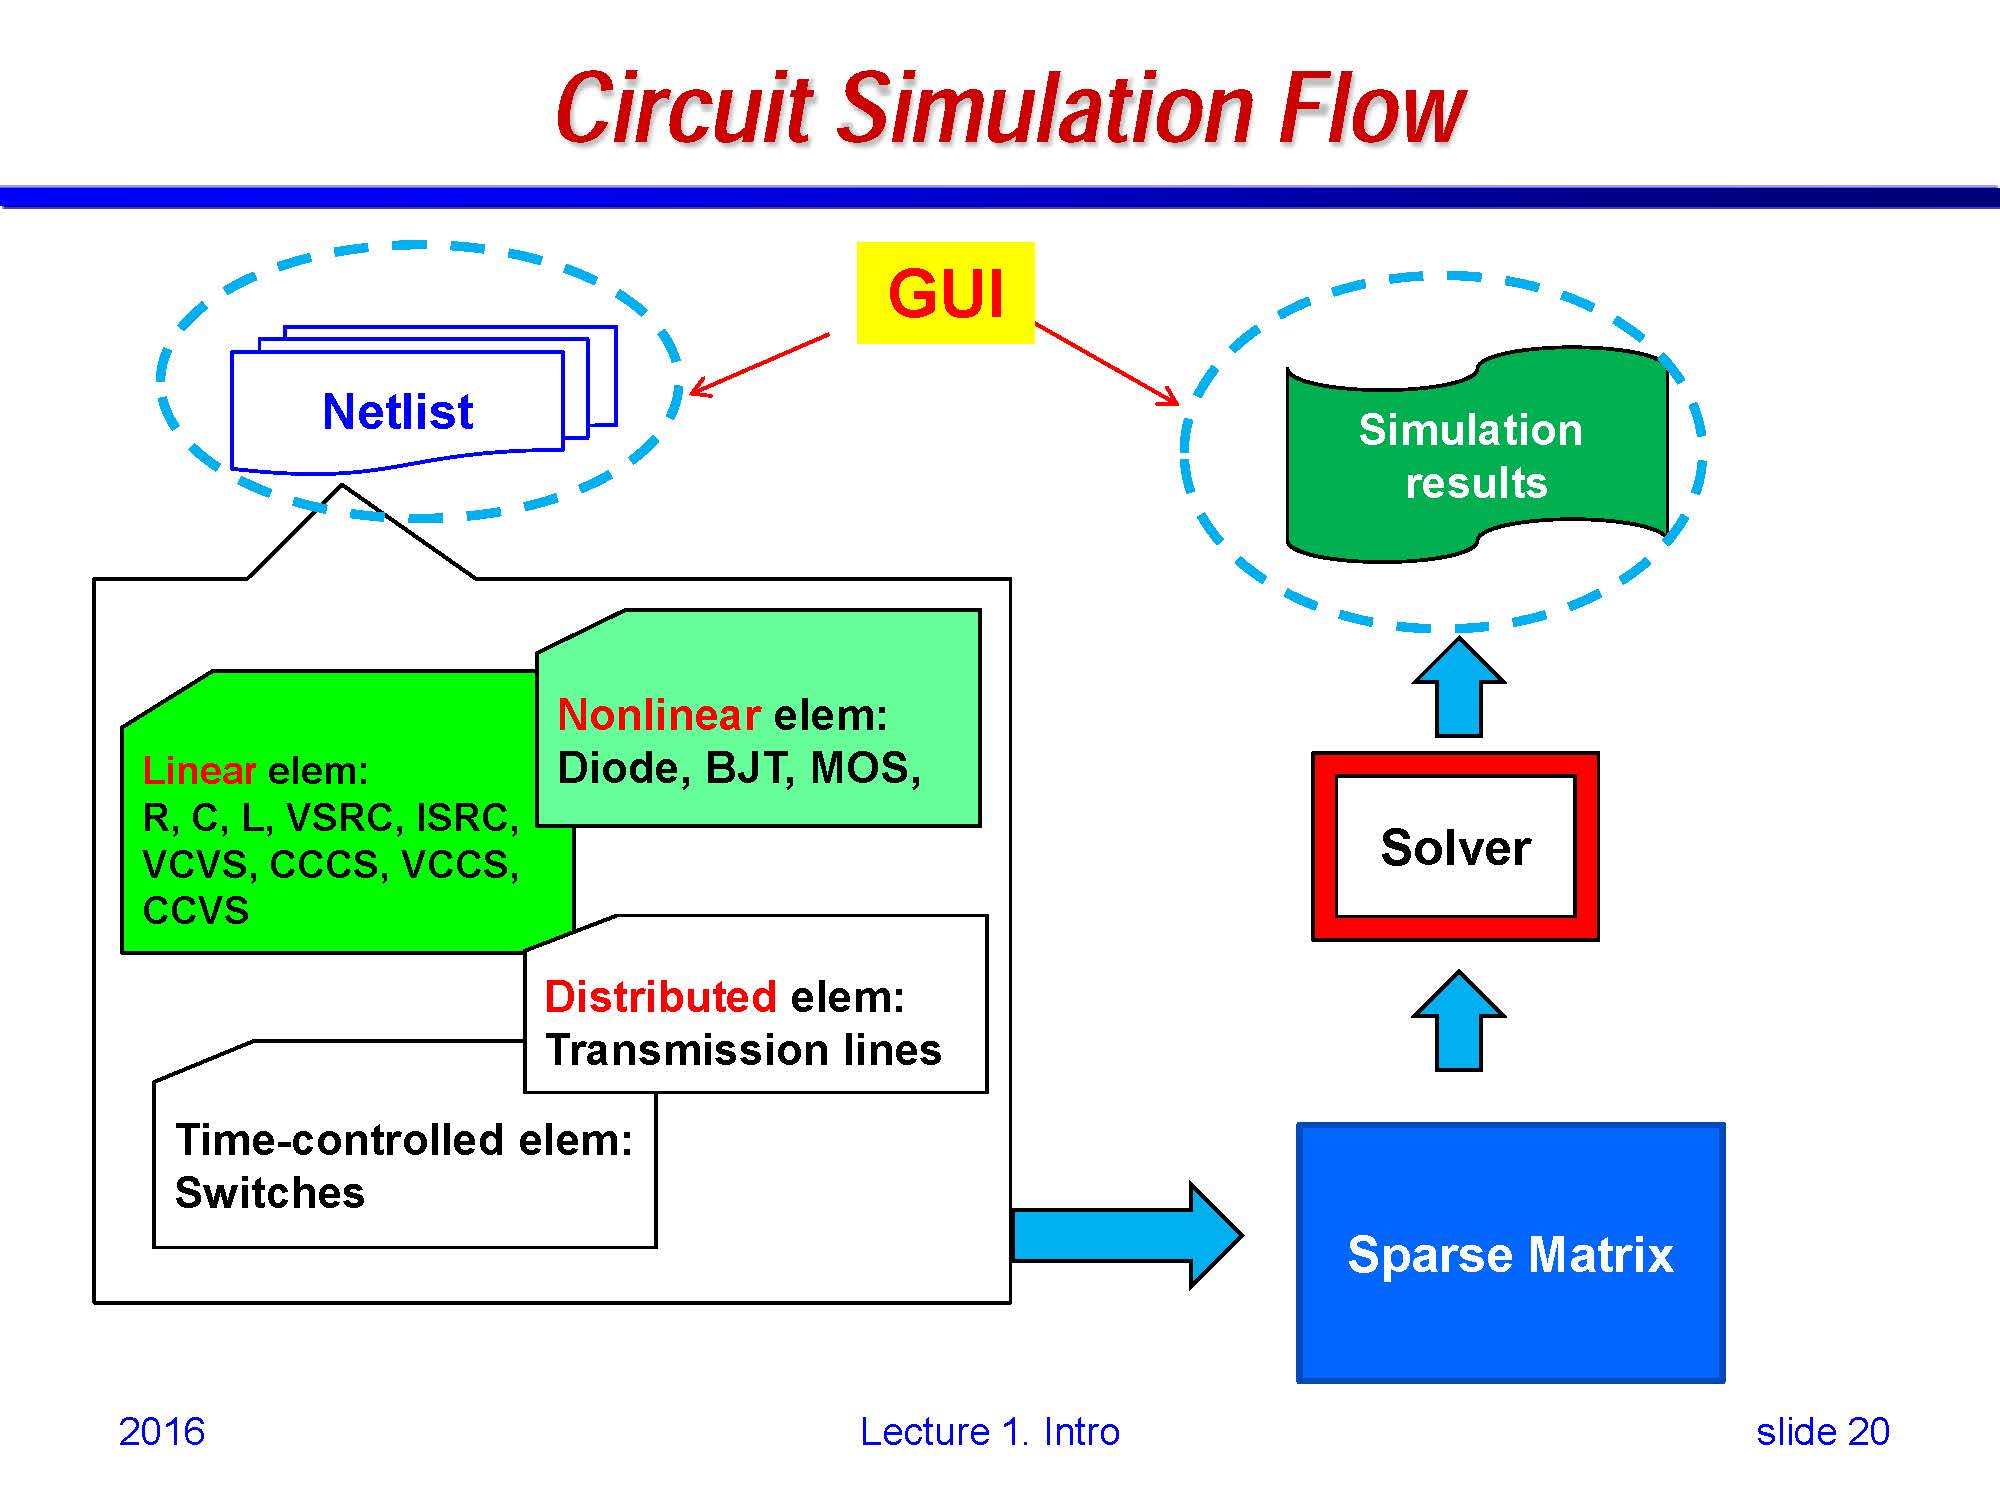 Circuit Simulation Flow
GUI
Netlist
Simulation
results
Nonlinear elem:
Diode, BJT, MOS,
Linear elem:
R, C, L, VSRC, ISRC,
VCVS, CCCS, VCCS,
CCVS
Solver
Distributed elem:
Transmission lines
Time-controlled elem:
Switches
Sparse Matrix
2016
Lecture 1. Intro
slide 20